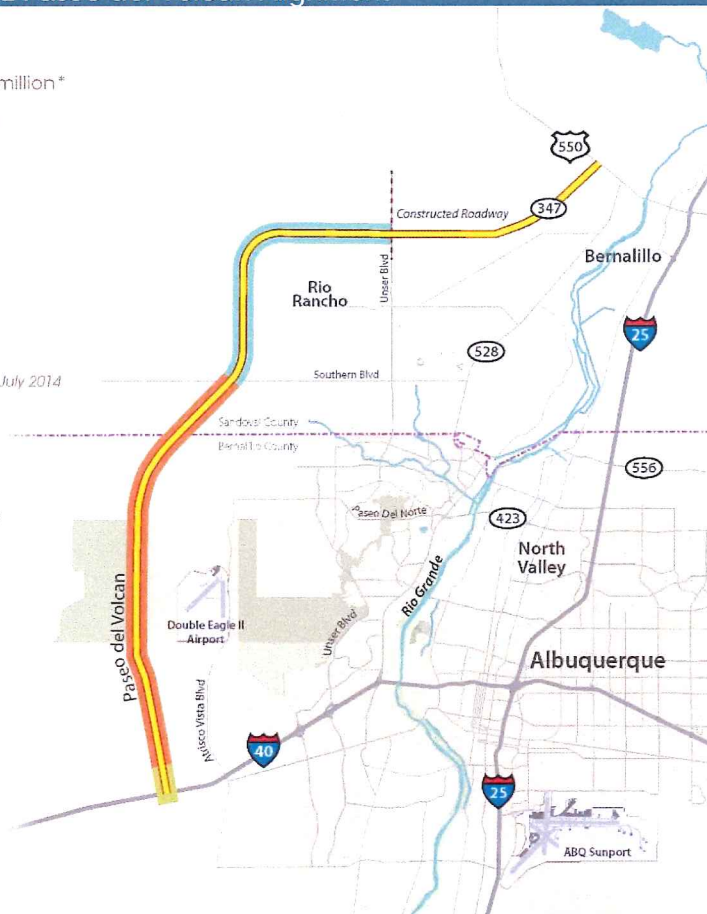 million*
550
Constructed Roadway
347
Bernalillo
Unser Blvd
Rio
Rancho
25
528
July 2014
Southern Blvd
Sandoval County
Bernalillo County
556
Paseo Del Norte
423
North
Valley
Rio Grande
Paseo del Volcan
Double Eagle II
Airport
Unser Blvd
Albuquerque
Atrisco Vista Blvd
40
25
ABQ Sunport